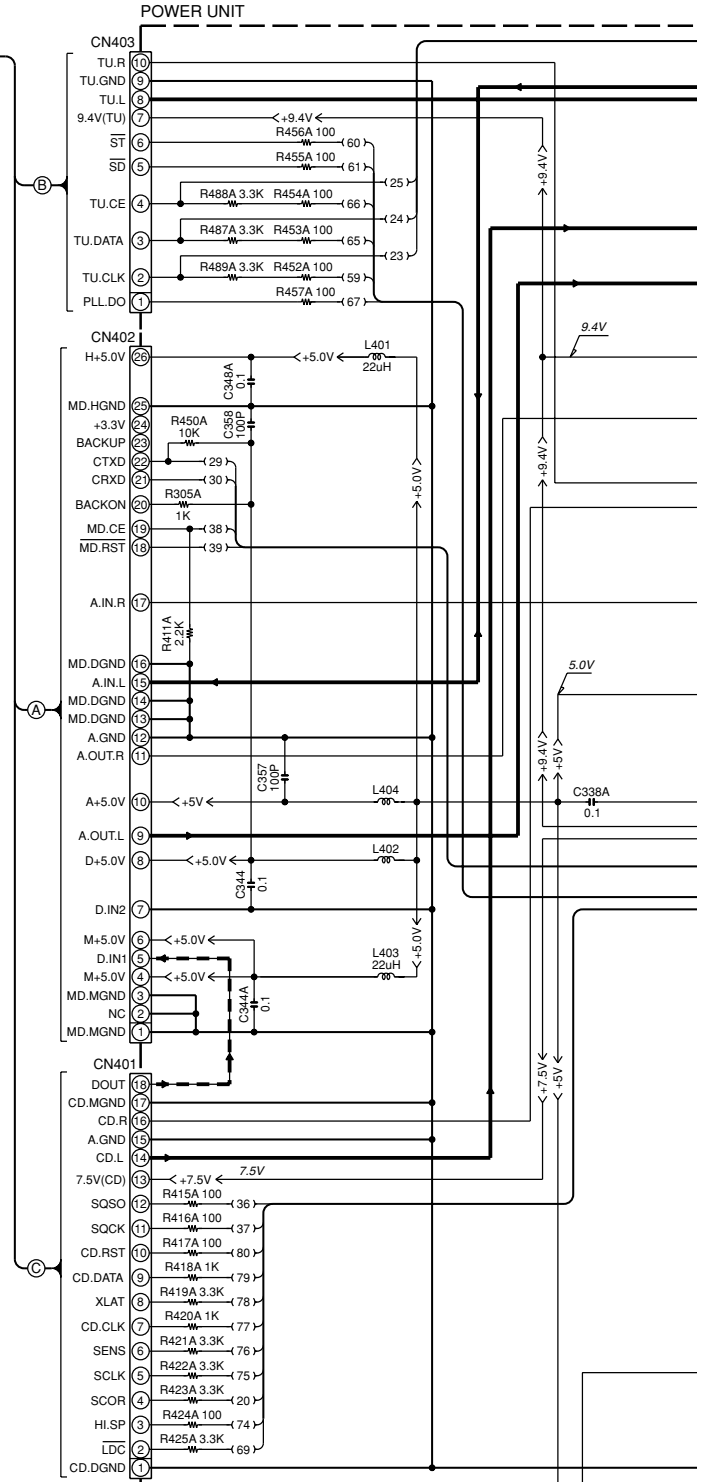 POWER UNIT
CN403
TU.R 10
TU.GND 9
TU.L 8
9.4V(TU) 7 +9.4V
ST 6 R456A 100 60
SD 5 R455A 100 61
25
TU.CE 4 R488A 3.3K R454A 100 66
24
TU.DATA 3 R487A 3.3K R453A 100 65
23
TU.CLK 2 R489A 3.3K R452A 100 59
PLL.DO 1 R457A 100 67
+9.4V
B
CN402
H+5.0V 26 +5.0V L401 22uH
9.4V
C348A 0.1
MD.HGND 25
+3.3V 24 R450A 10K C358 100P
BACKUP 23
CTXD 22 29
CRXD 21 30
+9.4V
+5.0V
BACKON 20 R305A 1K
MD.CE 19 38
MD.RST 18 39
A.IN.R 17
R411A 2.2K
MD.DGND 16
A.IN.L 15
5.0V
MD.DGND 14
MD.DGND 13
A
A.GND 12
A.OUT.R 11
C357 100P
+9.4V
+5V
A+5.0V 10 +5V L404 C338A 0.1
A.OUT.L 9
D+5.0V 8 +5.0V L402
C344 0.1
D.IN2 7
M+5.0V 6 +5.0V
+5.0V
D.IN1 5
M+5.0V 4 +5.0V L403 22uH
MD.MGND 3
C344A 0.1
NC 2
MD.MGND 1
CN401
+7.5V
+5V
DOUT 18
CD.MGND 17
CD.R 16
A.GND 15
CD.L 14
7.5V(CD) 13 +7.5V 7.5V
SQSO 12 R415A 100 36
SQCK 11 R416A 100 37
CD.RST 10 R417A 100 80
C
CD.DATA 9 R418A 1K 79
XLAT 8 R419A 3.3K 78
CD.CLK 7 R420A 1K 77
SENS 6 R421A 3.3K 76
SCLK 5 R422A 3.3K 75
SCOR 4 R423A 3.3K 20
HI.SP 3 R424A 100 74
LDC 2 R425A 3.3K 69
CD.DGND 1